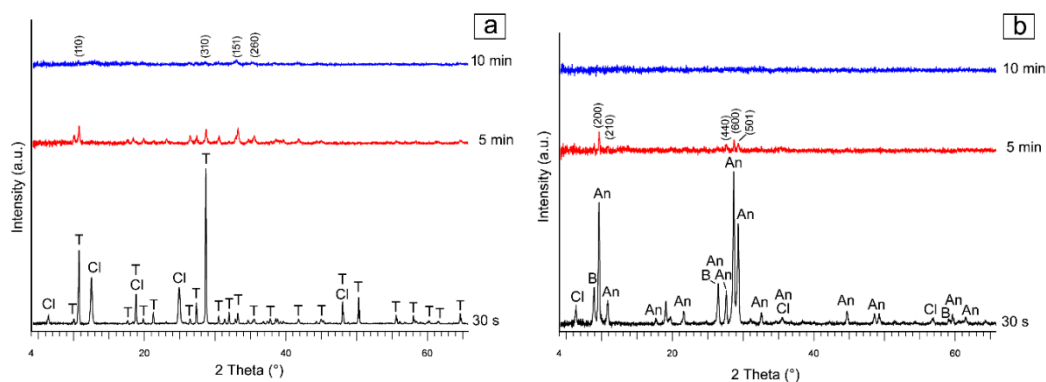 a
(110) (310) (151) (260)
10 min
5 min
T
T
Cl Cl
T T
Cl T Cl T
Cl T T T T T T T T T T T T T T T T T T T
30 s
4 20 40 60
2 Theta (°)
Intensity (a.u.)
b
10 min
(200) (210) (440) (600) (501)
5 min
An
An An
An
B An
B An An
Cl An An An An Cl An An Cl An B An
30 s
4 20 40 60
2 Theta (°)
Intensity (a.u.)